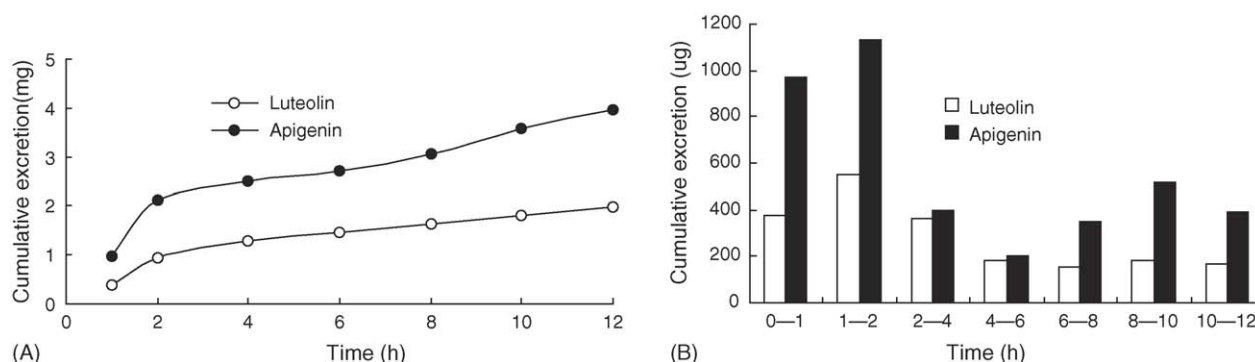 Cumulative excretion(mg)
5
4
3
2
1
0
Luteolin
Apigenin
0 2 4 6 8 10 12
Time (h)
(A)
Cumulative excretion (ug)
1200
1000
800
600
400
200
0
Luteolin
Apigenin
0—1 1—2 2—4 4—6 6—8 8—10 10—12
Time (h)
(B)